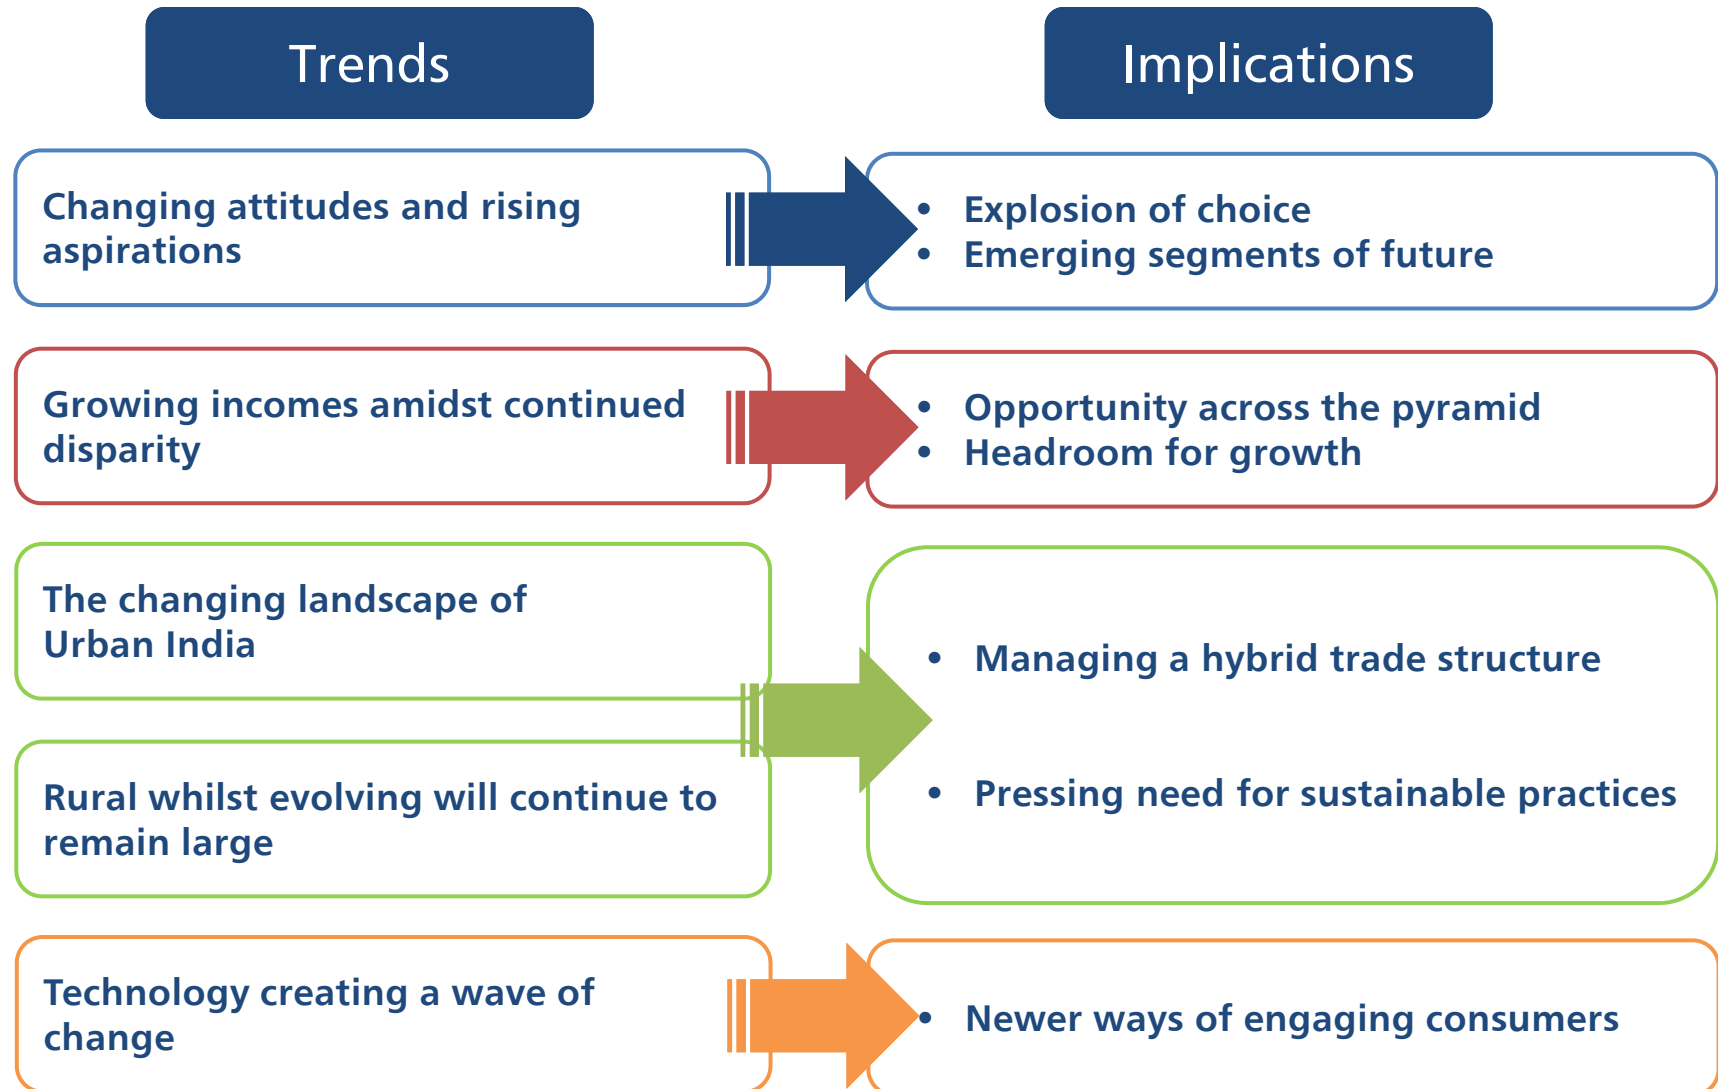 Trends
Implications
Changing attitudes and rising
aspirations
• Explosion of choice
• Emerging segments of future
Growing incomes amidst continued
disparity
• Opportunity across the pyramid
• Headroom for growth
The changing landscape of
Urban India
Rural whilst evolving will continue to
remain large
• Managing a hybrid trade structure
• Pressing need for sustainable practices
Technology creating a wave of
change
• Newer ways of engaging consumers